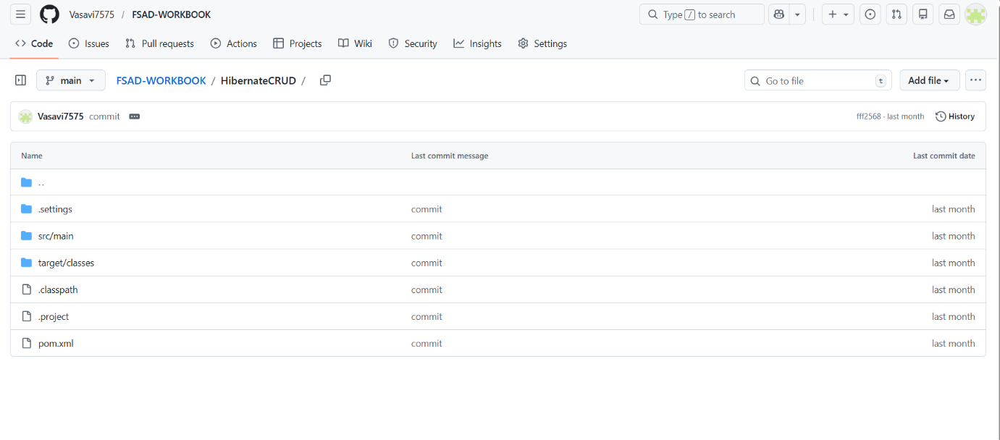 Vasavi7575 / FSAD-WORKBOOK Type / to search
Code Issues Pull requests Actions Projects Wiki Security Insights Settings
main FSAD-WORKBOOK / HibernateCRUD / Go to file t Add file
Vasavi7575 commit fff2568 · last month History
Name Last commit message Last commit date
..
.settings commit last month
src/main commit last month
target/classes commit last month
.classpath commit last month
.project commit last month
pom.xml commit last month